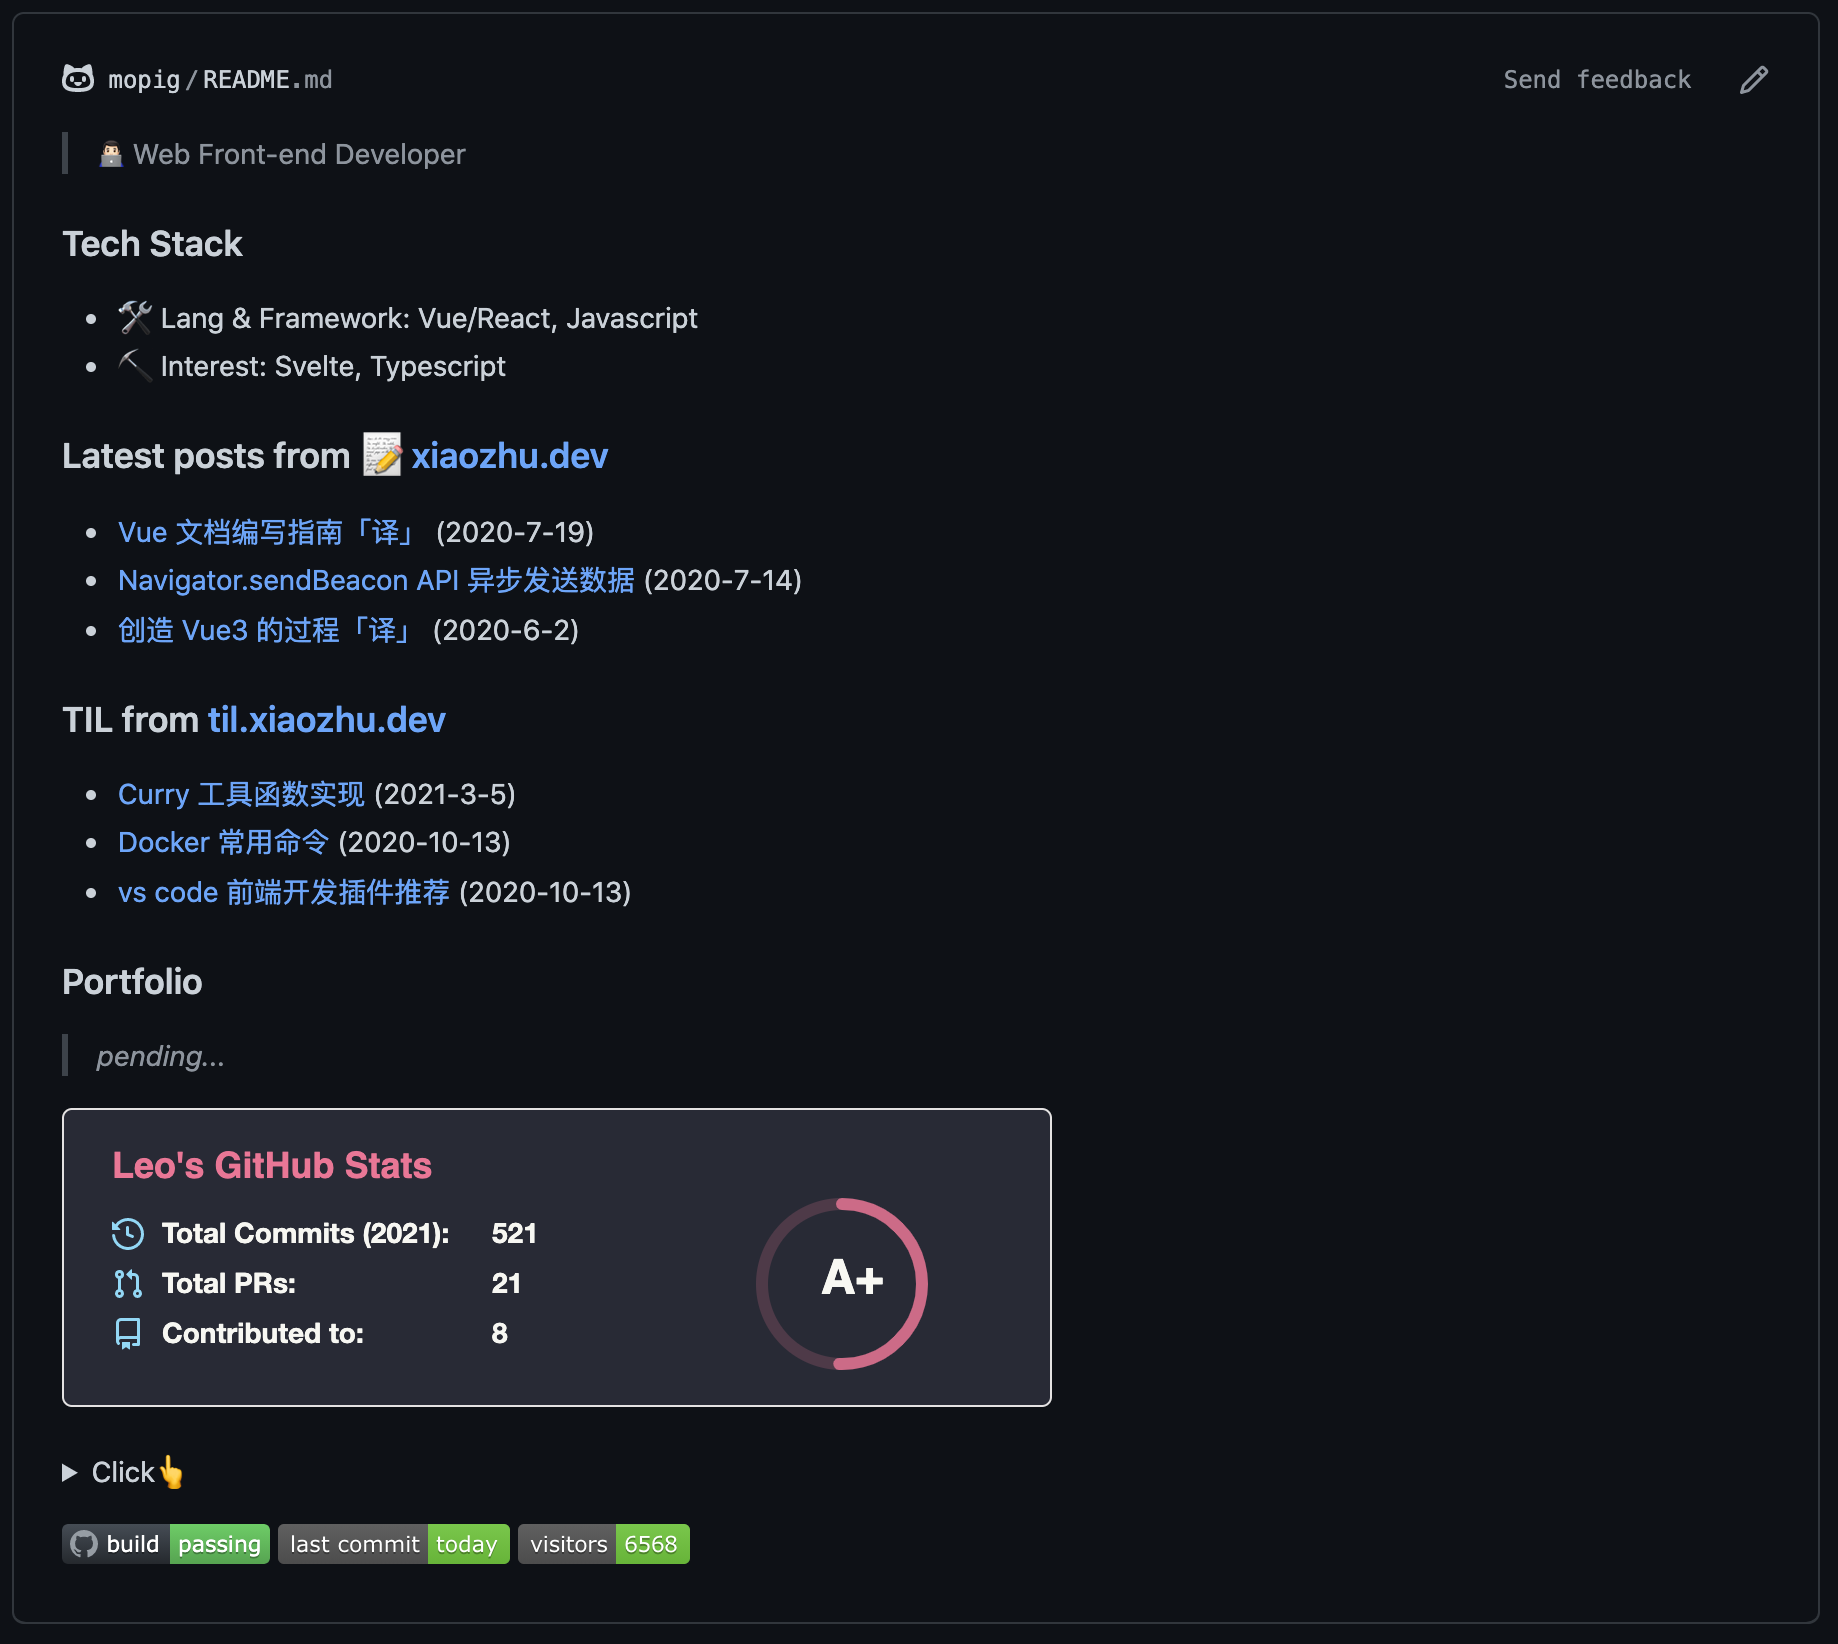 mopig/README.md
Send feedback
👨🏻‍💻 Web Front-end Developer
Tech Stack
🛠 Lang & Framework: Vue/React, Javascript
⛏ Interest: Svelte, Typescript
Latest posts from 📝 xiaozhu.dev
Vue 文档编写指南「译」 (2020-7-19)
Navigator.sendBeacon API 异步发送数据 (2020-7-14)
创造 Vue3 的过程「译」 (2020-6-2)
TIL from til.xiaozhu.dev
Curry 工具函数实现 (2021-3-5)
Docker 常用命令 (2020-10-13)
vs code 前端开发插件推荐 (2020-10-13)
Portfolio
pending...
Leo's GitHub Stats
Total Commits (2021): 521
Total PRs: 21
Contributed to: 8
A+
Click👆
build passing last commit today visitors 6568